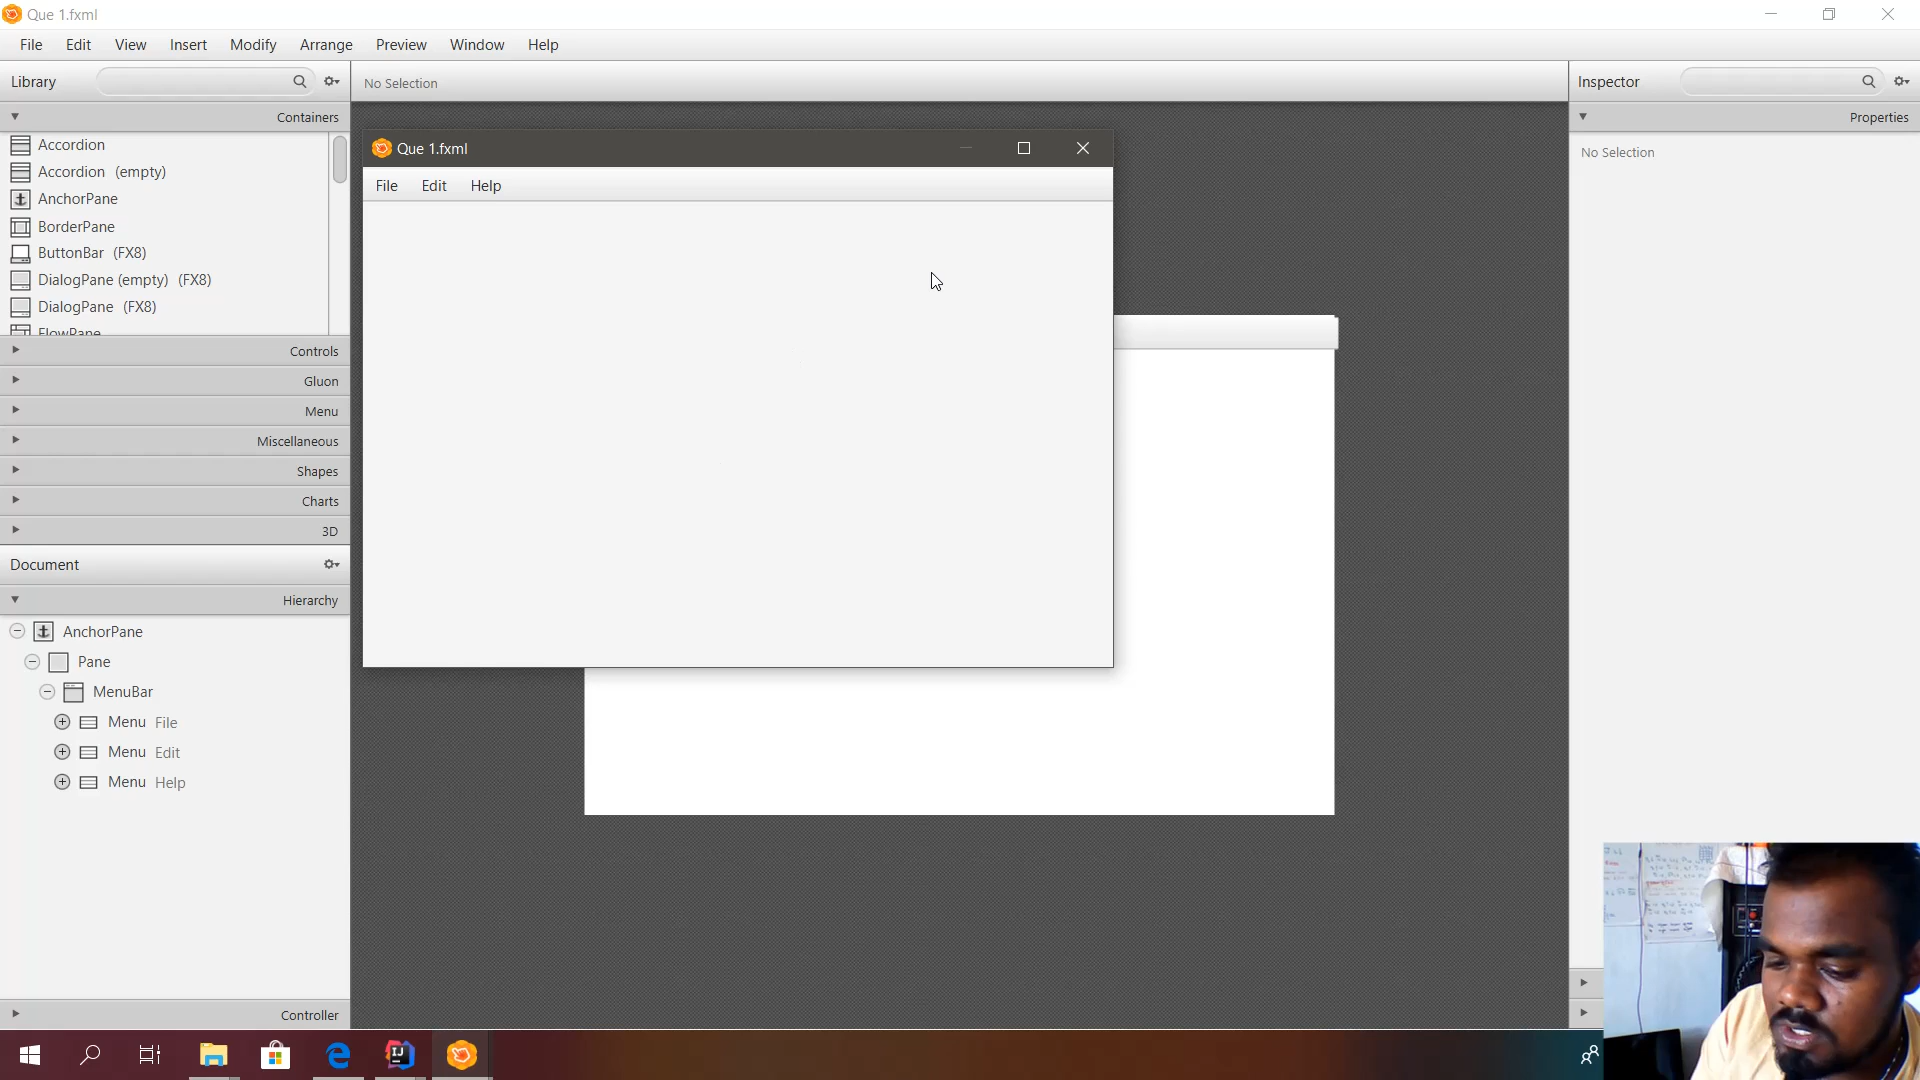 Que 1.fxml
File Edit View Insert Modify Arrange Preview Window Help
Library
No Selection
Inspector
Containers
Properties
Accordion
Accordion (empty)
AnchorPane
BorderPane
ButtonBar (FX8)
DialogPane (empty) (FX8)
DialogPane (FX8)
FlowPane
No Selection
Que 1.fxml
File Edit Help
Controls
Gluon
Menu
Miscellaneous
Shapes
Charts
3D
Document
Hierarchy
AnchorPane
Pane
MenuBar
Menu File
Menu Edit
Menu Help
Controller